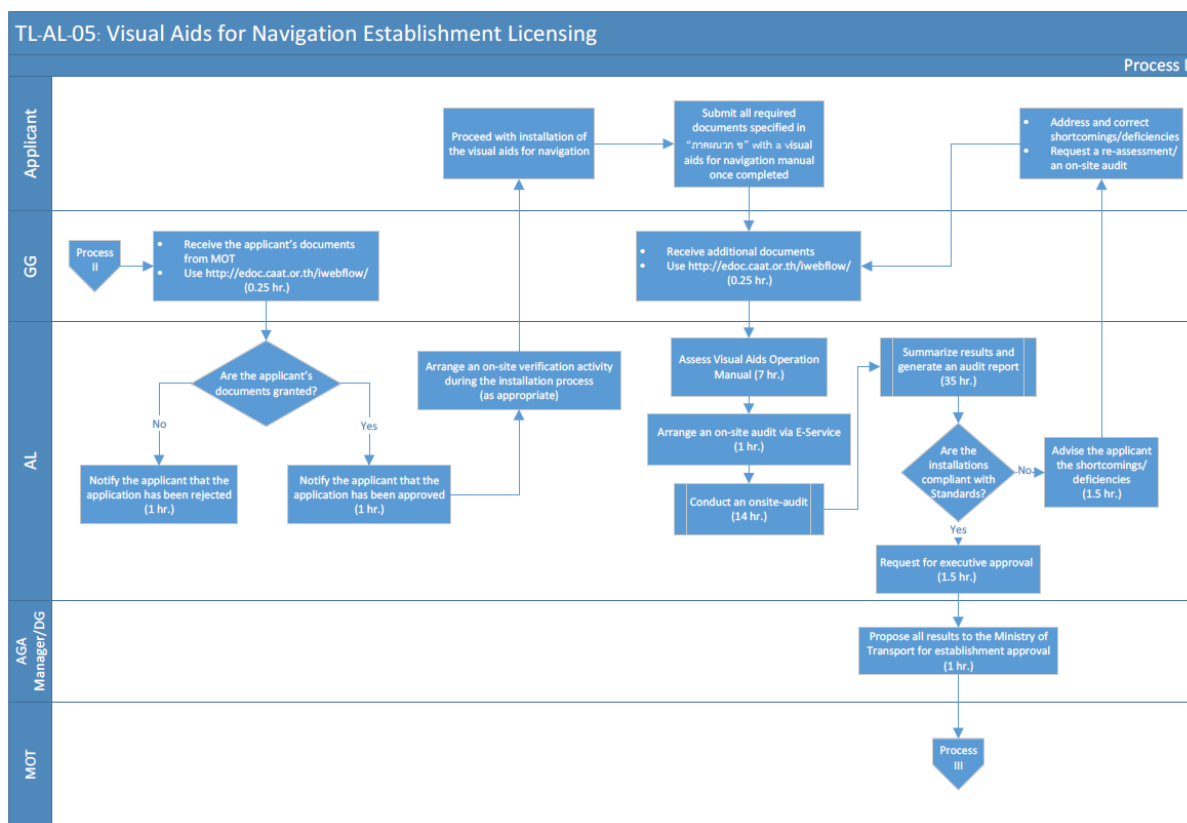 TL-AL-05: Visual Aids for Navigation Establishment Licensing
Process I
Applicant
Proceed with installation of
the visual aids for navigation
Submit all required
documents specified in
“ภาคผนวก ข” with a visual
aids for navigation manual
once completed
• Address and correct
shortcomings/deficiencies
• Request a re-assessment/
an on-site audit
GG
Process
II
• Receive the applicant’s documents
from MOT
• Use http://edoc.caat.or.th/iwebflow/
(0.25 hr.)
• Receive additional documents
• Use http://edoc.caat.or.th/iwebflow/
(0.25 hr.)
AL
Are the applicant’s
documents granted?
No
Yes
Notify the applicant that the
application has been rejected
(1 hr.)
Notify the applicant that the
application has been approved
(1 hr.)
Arrange an on-site verification activity
during the installation process
(as appropriate)
Assess Visual Aids Operation
Manual (7 hr.)
Arrange an on-site audit via E-Service
(1 hr.)
Conduct an onsite-audit
(14 hr.)
Summarize results and
generate an audit report
(35 hr.)
Are the
installations
compliant with
Standards?
No
Yes
Advise the applicant
the shortcomings/
deficiencies
(1.5 hr.)
Request for executive approval
(1.5 hr.)
AGA
Manager/DG
Propose all results to the Ministry of
Transport for establishment approval
(1 hr.)
MOT
Process
III